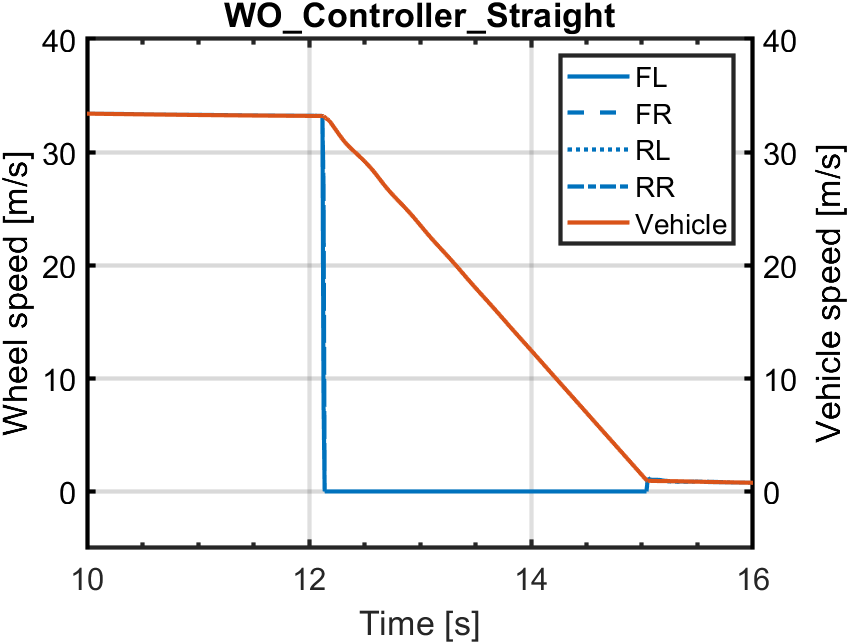 WO_Controller_Straight
40
30
20
10
0
Wheel speed [m/s]
FL
FR
RL
RR
Vehicle
40
30
20
10
0
Vehicle speed [m/s]
10 12 14 16
Time [s]